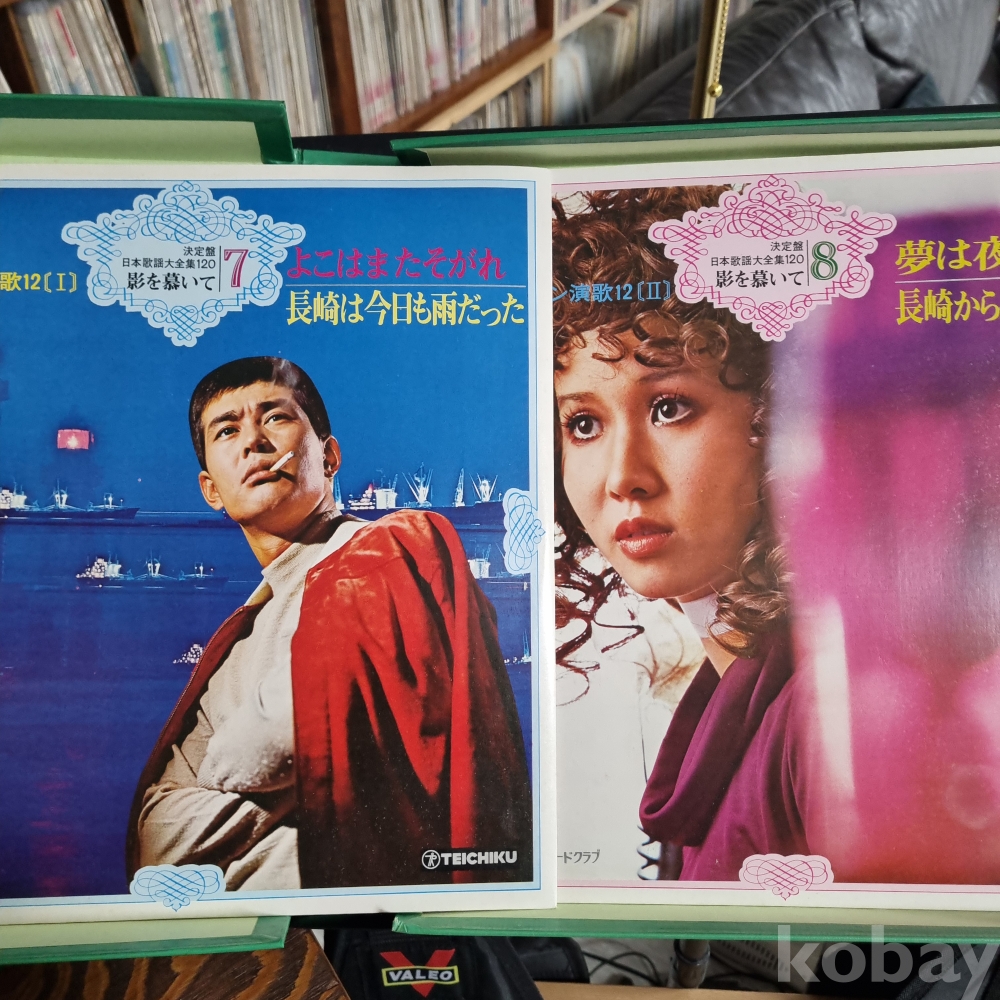 決定盤
日本歌謡大全集120
影を慕いて
7
歌12〔Ⅰ〕
よこはまたそがれ
長崎は今日も雨だった
TEICHIKU
決定盤
日本歌謡大全集120
影を慕いて
8
ン演歌12〔Ⅱ〕
夢は夜
長崎から
ードクラブ
VALEO
kobay